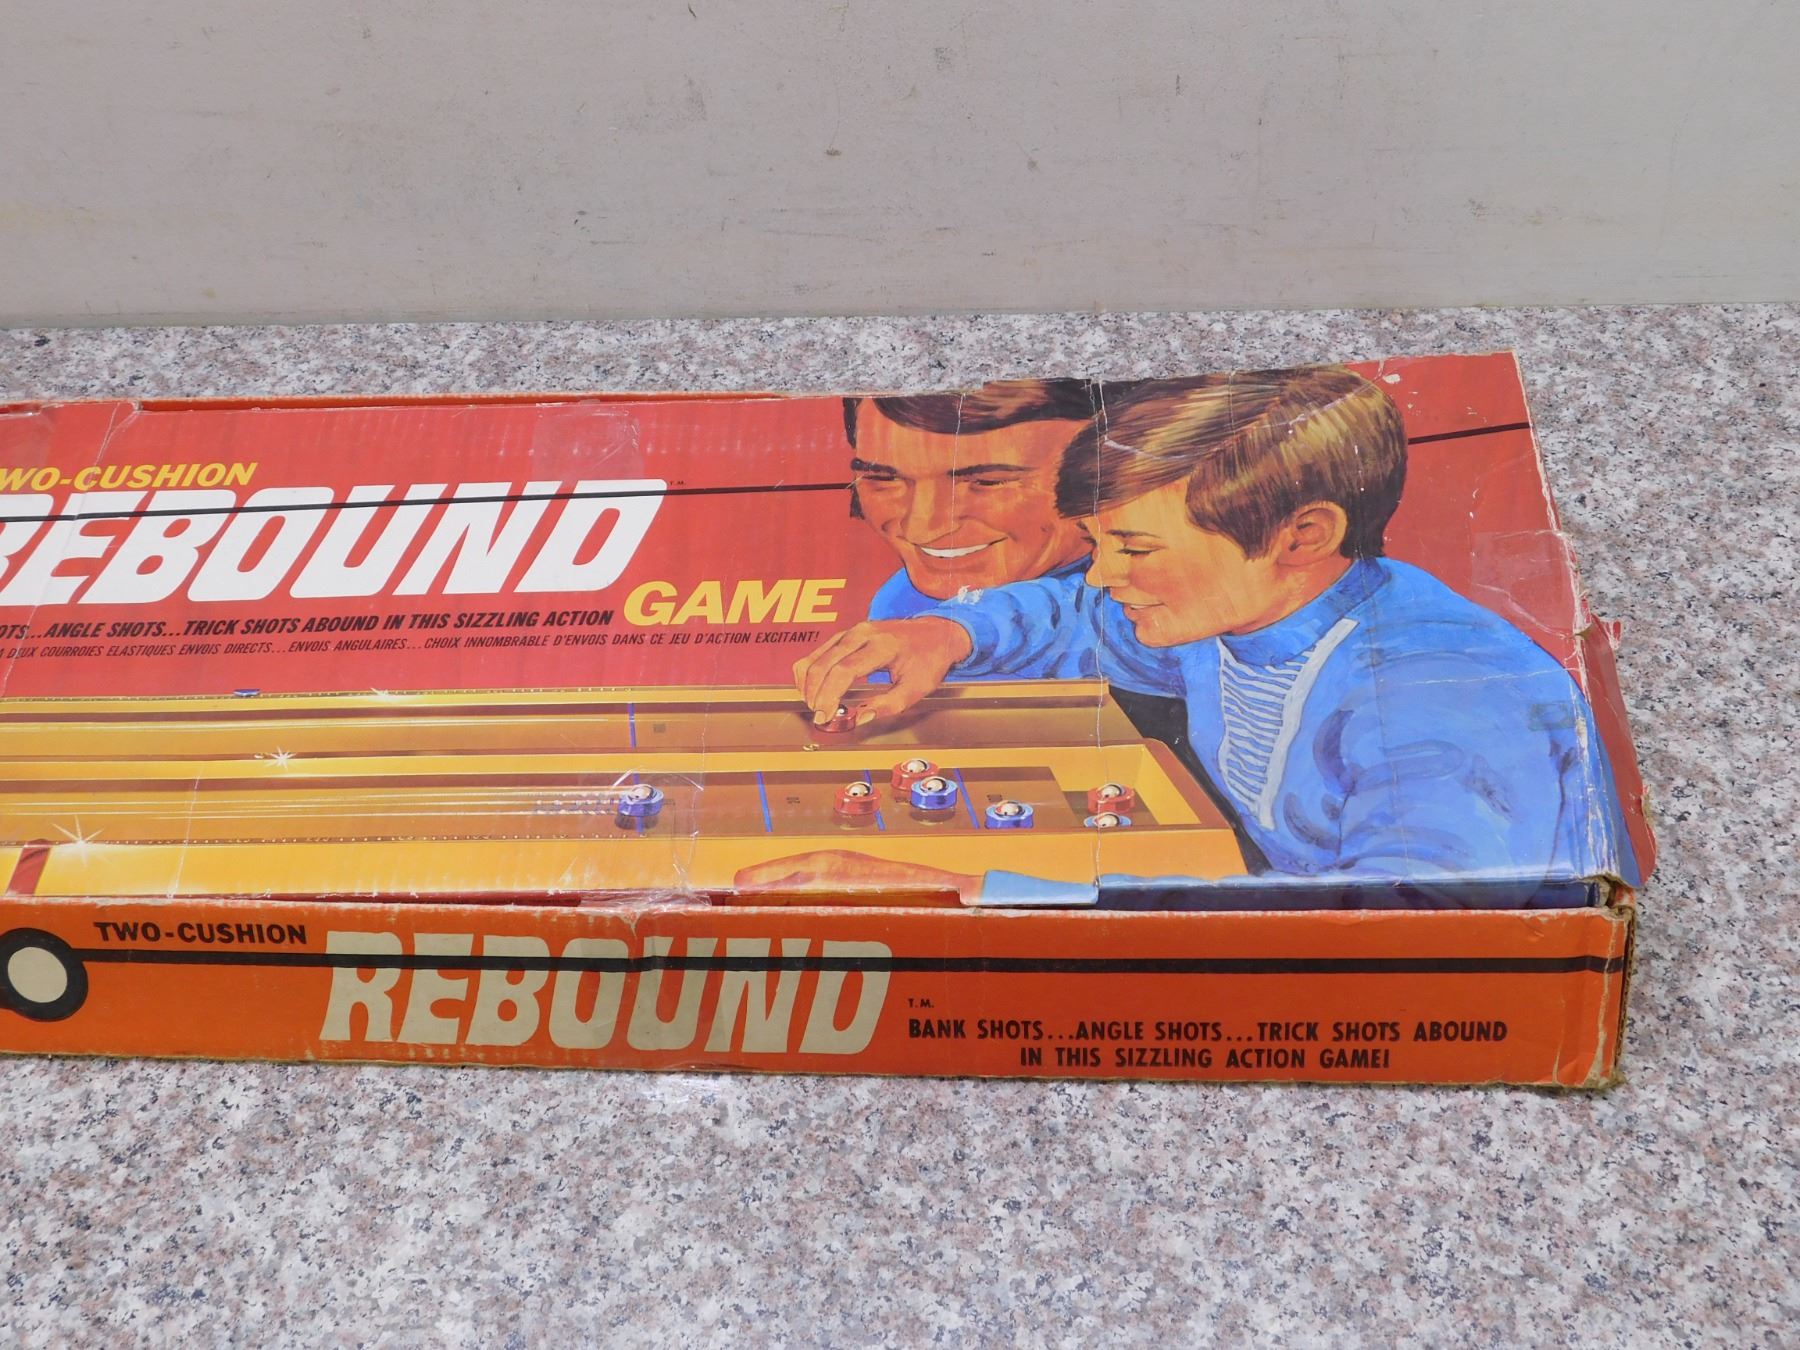 TWO-CUSHION
REBOUND T.M.
GAME
ANGLE SHOTS...TRICK SHOTS ABOUND IN THIS SIZZLING ACTION
DEUX COURROIES ELASTIQUES ENVOIS DIRECTS...ENVOIS ANGULAIRES...CHOIX INNOMBRABLE D'ENVOIS DANS CE JEU D'ACTION EXCITANT!
TWO-CUSHION
REBOUND T.M.
BANK SHOTS...ANGLE SHOTS...TRICK SHOTS ABOUND
IN THIS SIZZLING ACTION GAME!